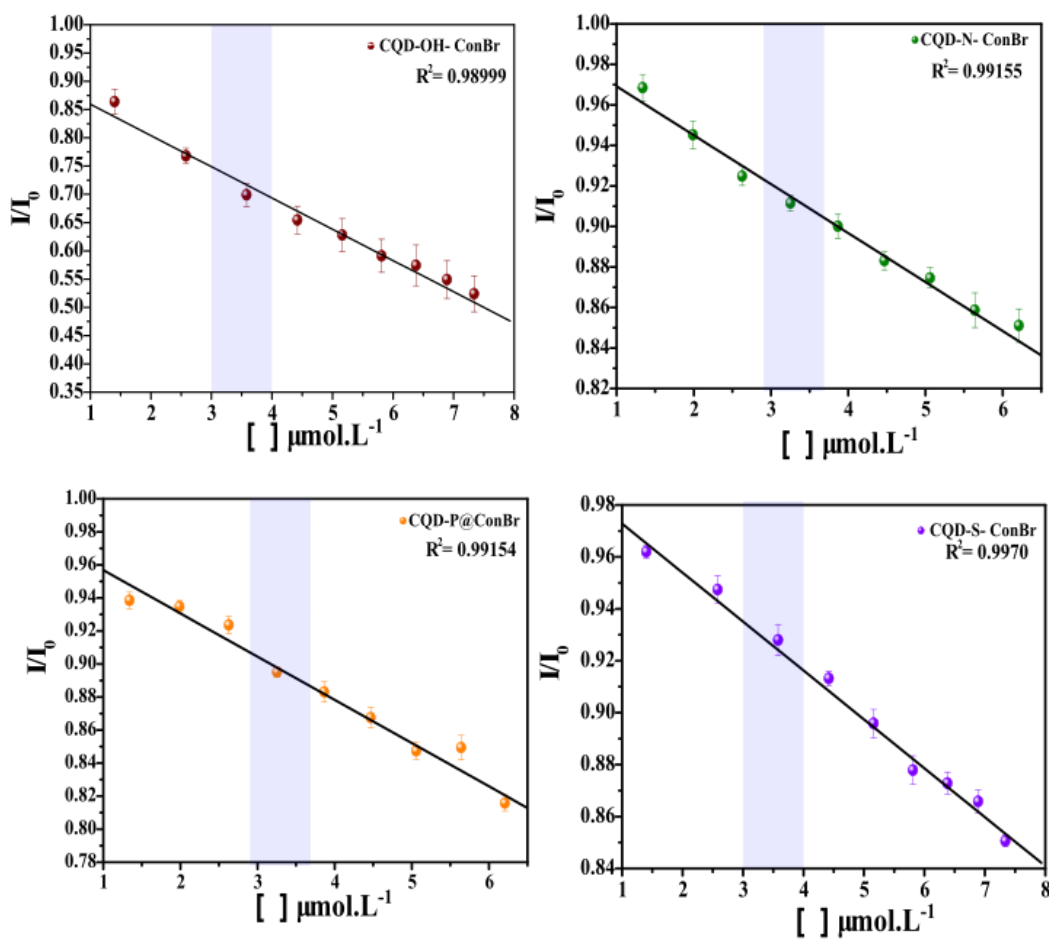 CQD-OH- ConBr
R²= 0.98999
1.00
0.95
0.90
0.85
0.80
0.75
0.70
0.65
0.60
0.55
0.50
0.45
0.40
0.35
I/I₀
1 2 3 4 5 6 7 8
[ ] µmol.L⁻¹
CQD-N- ConBr
R²= 0.99155
1.00
0.98
0.96
0.94
0.92
0.90
0.88
0.86
0.84
0.82
I/I₀
1 2 3 4 5 6
[ ] µmol.L⁻¹
CQD-P@ConBr
R²= 0.99154
1.00
0.98
0.96
0.94
0.92
0.90
0.88
0.86
0.84
0.82
0.80
0.78
I/I₀
1 2 3 4 5 6
[ ] µmol.L⁻¹
CQD-S- ConBr
R²= 0.9970
0.98
0.96
0.94
0.92
0.90
0.88
0.86
0.84
I/I₀
1 2 3 4 5 6 7 8
[ ] µmol.L⁻¹